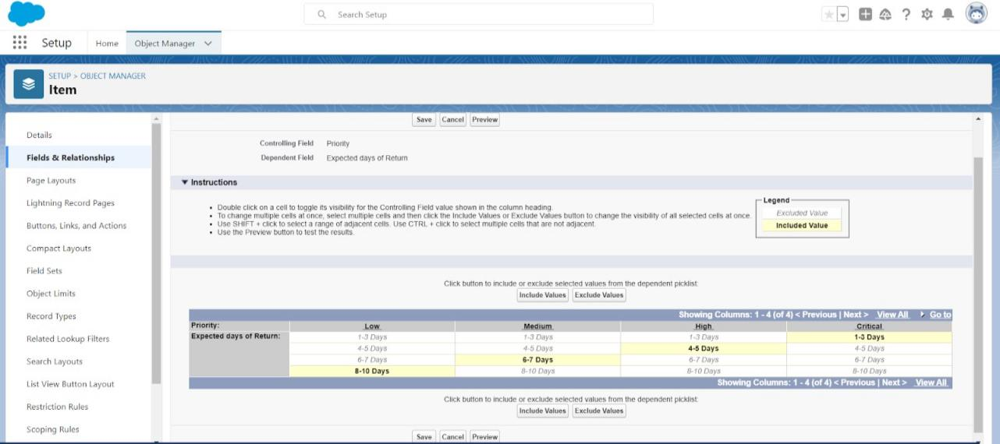 Search Setup
Setup Home Object Manager
SETUP > OBJECT MANAGER
Item
Details
Fields & Relationships
Page Layouts
Lightning Record Pages
Buttons, Links, and Actions
Compact Layouts
Field Sets
Object Limits
Record Types
Related Lookup Filters
Search Layouts
List View Button Layout
Restriction Rules
Scoping Rules
Save Cancel Preview
Controlling Field Priority
Dependent Field Expected days of Return
Instructions
• Double click on a cell to toggle its visibility for the Controlling Field value shown in the column heading.
• To change multiple cells at once, select multiple cells and then click the Include Values or Exclude Values button to change the visibility of all selected cells at once.
• Use SHIFT + click to select a range of adjacent cells. Use CTRL + click to select multiple cells that are not adjacent.
• Use the Preview button to test the results.
Legend
Excluded Value
Included Value
Click button to include or exclude selected values from the dependent picklist:
Include Values Exclude Values
Showing Columns: 1 - 4 (of 4) < Previous | Next > View All Go to
Priority: Low Medium High Critical
Expected days of Return: 1-3 Days 1-3 Days 1-3 Days 1-3 Days
4-5 Days 4-5 Days 4-5 Days 4-5 Days
6-7 Days 6-7 Days 6-7 Days 6-7 Days
8-10 Days 8-10 Days 8-10 Days 8-10 Days
Showing Columns: 1 - 4 (of 4) < Previous | Next > View All
Click button to include or exclude selected values from the dependent picklist:
Include Values Exclude Values
Save Cancel Preview